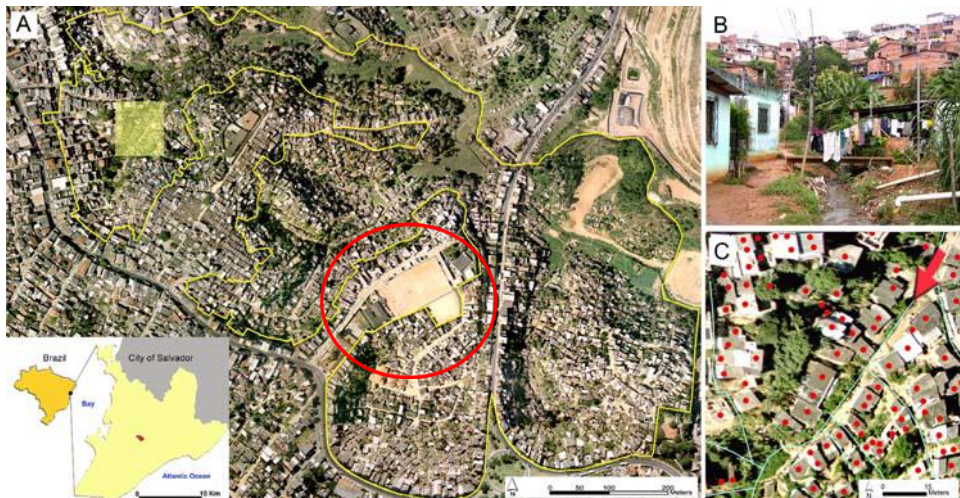 A
Brazil
City of Salvador
Bay
Atlantic Ocean
0 10 Km
N
0 50 100 200
Meters
B
C
N
0 15
Meters